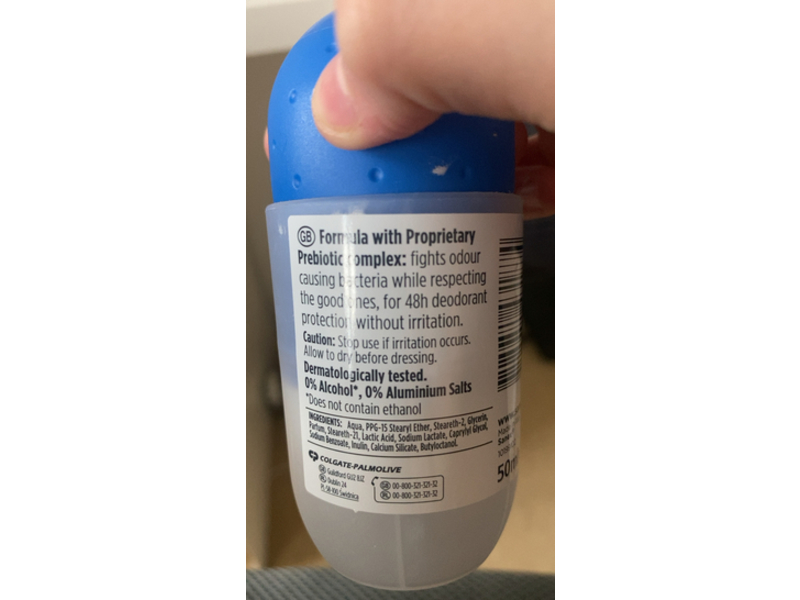 GB Formula with Proprietary
Prebiotic complex: fights odour
causing bacteria while respecting
the good ones, for 48h deodorant
protection without irritation.
Caution: Stop use if irritation occurs.
Allow to dry before dressing.
Dermatologically tested.
0% Alcohol*, 0% Aluminium Salts
*Does not contain ethanol
INGREDIENTS: Aqua, PPG-15 Stearyl Ether, Steareth-2, Glycerin,
Parfum, Steareth-21, Lactic Acid, Sodium Lactate, Caprylyl Glycol,
Sodium Benzoate, Inulin, Calcium Silicate, Butyloctanol.
COLGATE-PALMOLIVE
GB Guildford GU2 8JZ
Dublin 24
PL-58-100 Świdnica
GB 00-800-321-321-32
00-800-321-321-32
www.
50m